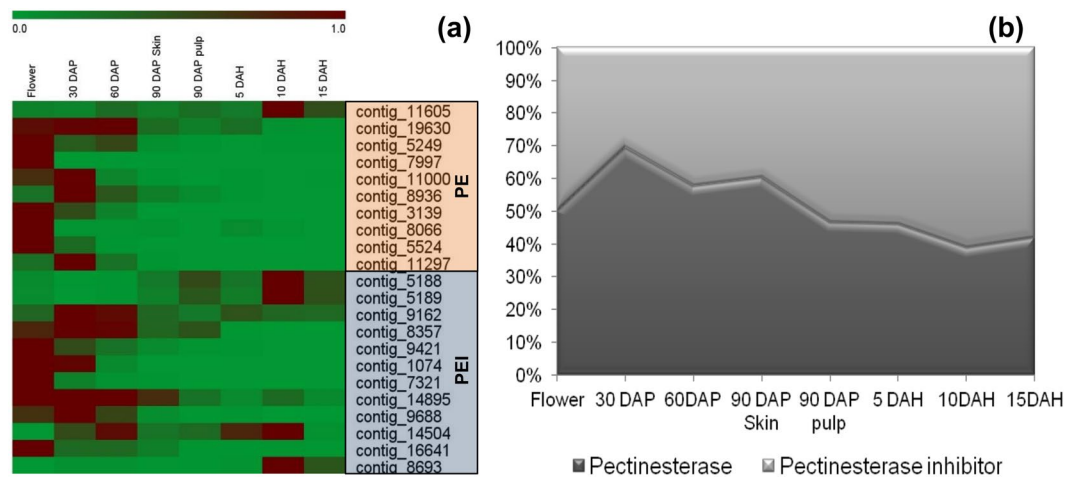 0.0
1.0
(a)
Flower
30 DAP
60 DAP
90 DAP Skin
90 DAP pulp
5 DAH
10 DAH
15 DAH
contig_11605
contig_19630
contig_5249
contig_7997
contig_11000
contig_8936
contig_3139
contig_8066
contig_5524
contig_11297
PE
contig_5188
contig_5189
contig_9162
contig_8357
contig_9421
contig_1074
contig_7321
contig_14895
contig_9688
contig_14504
contig_16641
contig_8693
PEI
(b)
100%
90%
80%
70%
60%
50%
40%
30%
20%
10%
0%
Flower 30 DAP 60DAP 90 DAP 90 DAP 5 DAH 10DAH 15DAH
Skin pulp
Pectinesterase Pectinesterase inhibitor